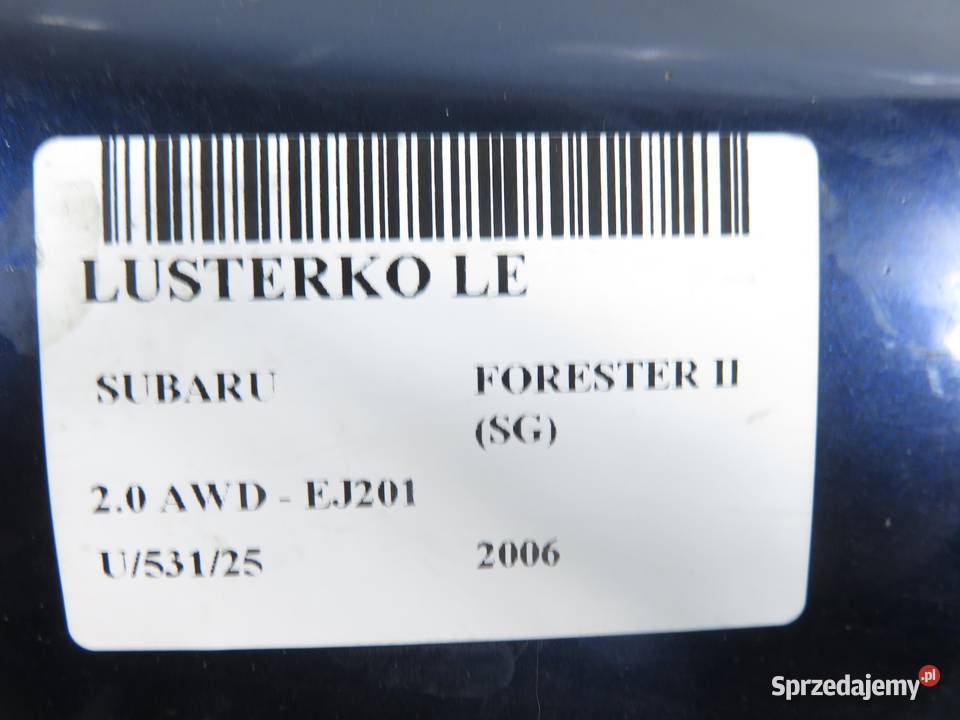 LUSTERKO LE
SUBARU
FORESTER II
(SG)
2.0 AWD - EJ201
U/531/25
2006
Sprzedajemy.pl